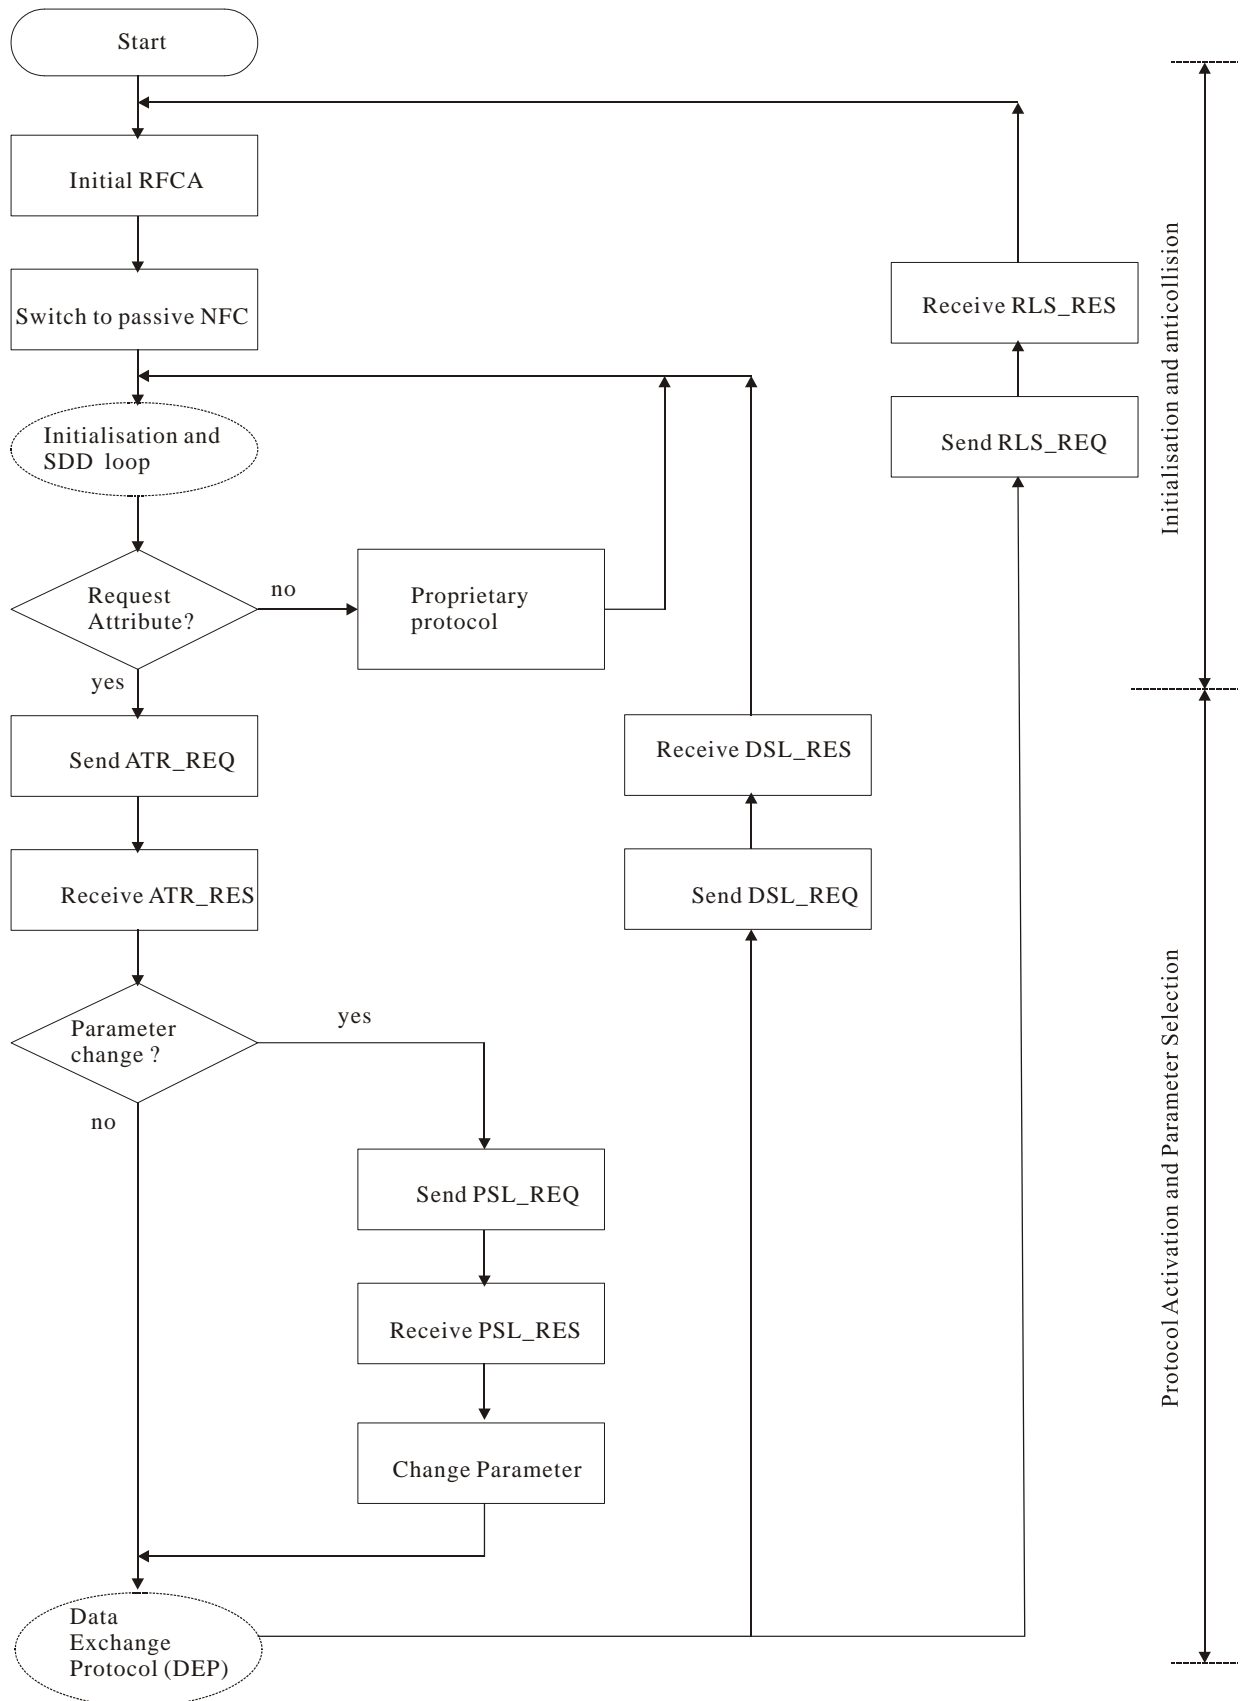 Start
Initial RFCA
Switch to passive NFC
Receive RLS_RES
Send RLS_REQ
Initialisation and
SDD loop
Request
Attribute?
no
Proprietary
protocol
yes
Send ATR_REQ
Receive DSL_RES
Receive ATR_RES
Send DSL_REQ
Parameter
change ?
yes
no
Send PSL_REQ
Receive PSL_RES
Change Parameter
Data
Exchange
Protocol (DEP)
Initialisation and anticollision
Protocol Activation and Parameter Selection